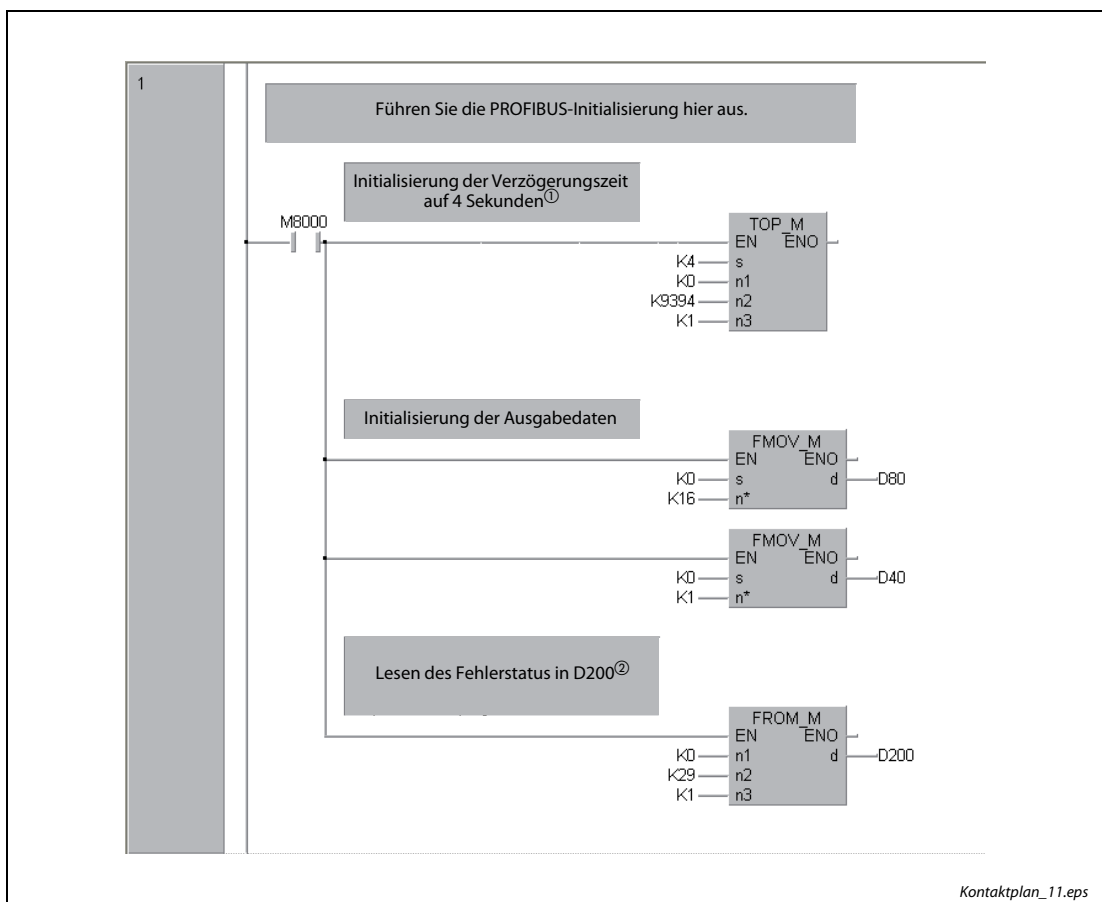 1
Führen Sie die PROFIBUS-Initialisierung hier aus.
Initialisierung der Verzögerungszeit
auf 4 Sekunden①
M8000
TOP_M
EN ENO
K4 s
K0 n1
K9394 n2
K1 n3
Initialisierung der Ausgabedaten
FMOV_M
EN ENO
K0 s d D80
K16 n*
FMOV_M
EN ENO
K0 s d D40
K1 n*
Lesen des Fehlerstatus in D200②
FROM_M
EN ENO
K0 n1 d D200
K29 n2
K1 n3
Kontaktplan_11.eps